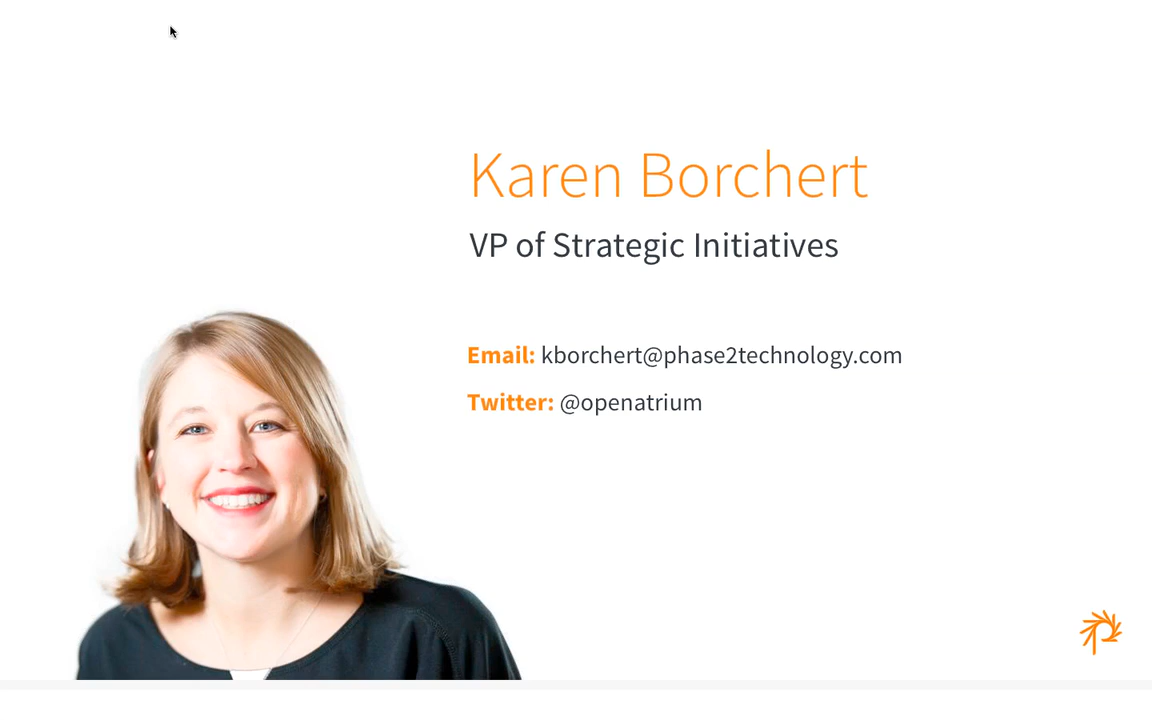 Karen Borchert
VP of Strategic Initiatives
Email: kborchert@phase2technology.com
Twitter: @openatrium